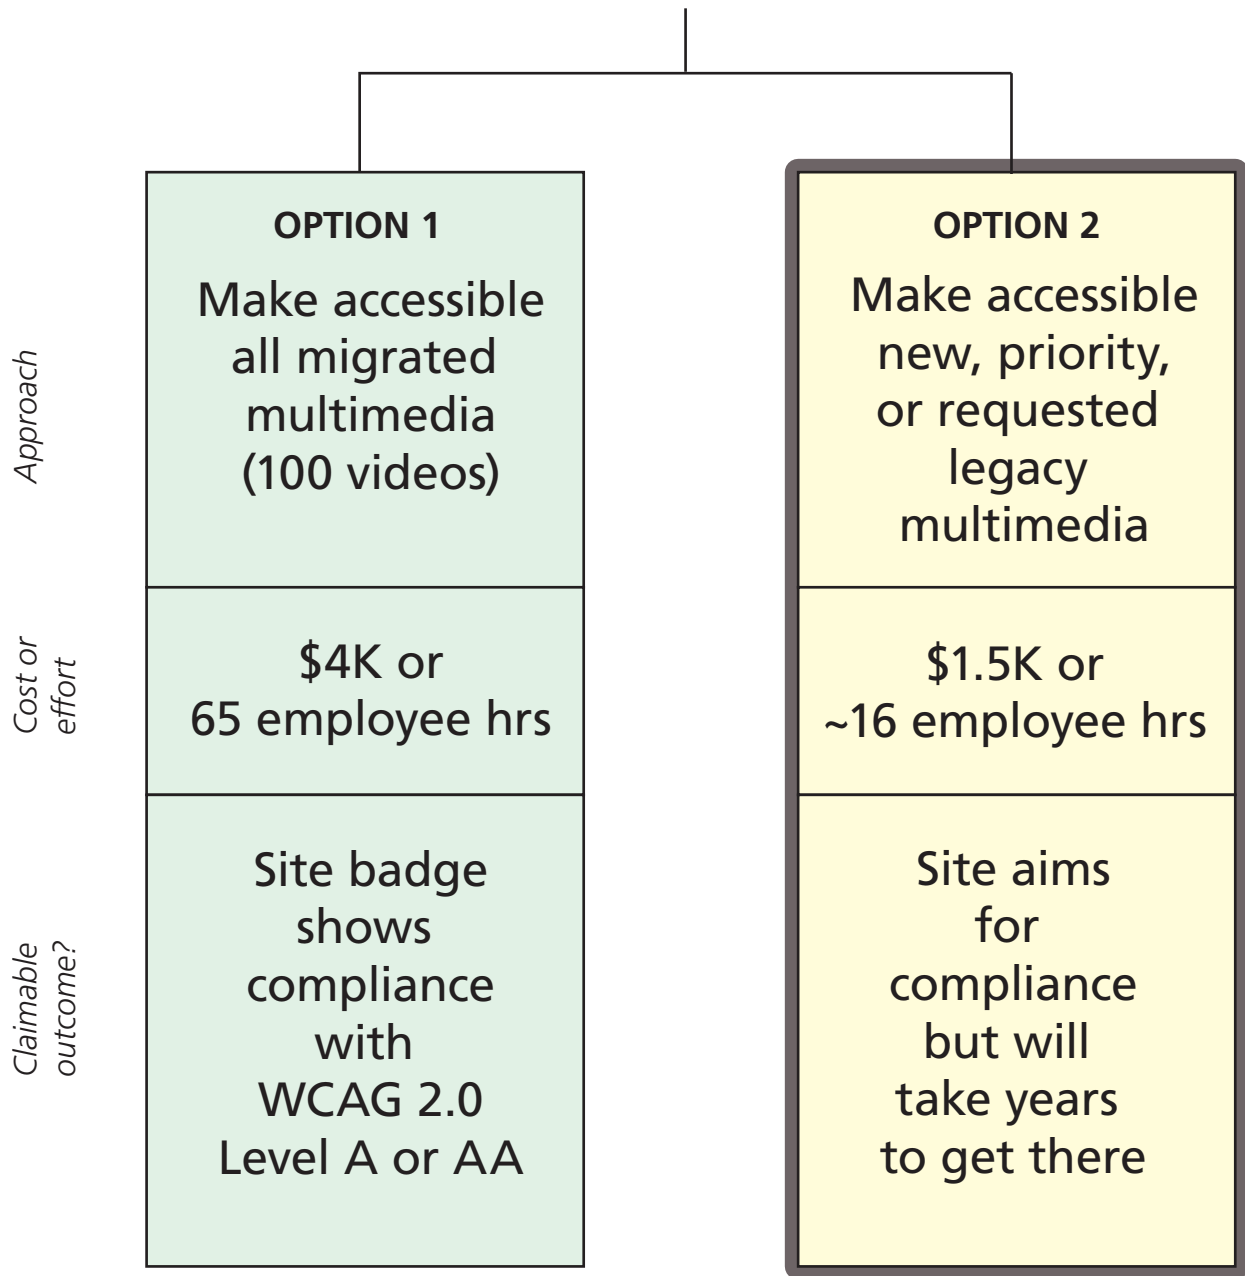 OPTION 1
Make accessible
all migrated
multimedia
(100 videos)
OPTION 2
Make accessible
new, priority,
or requested
legacy
multimedia
Approach
$4K or
65 employee hrs
$1.5K or
~16 employee hrs
Cost or
effort
Site badge
shows
compliance
with
WCAG 2.0
Level A or AA
Site aims
for
compliance
but will
take years
to get there
Claimable
outcome?